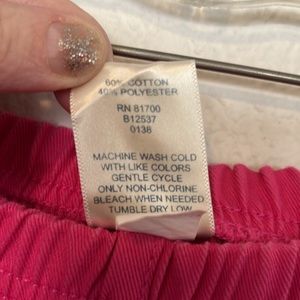 60% COTTON
40% POLYESTER
RN 81700
B12537
0138
MACHINE WASH COLD
WITH LIKE COLORS
GENTLE CYCLE
ONLY NON-CHLORINE
BLEACH WHEN NEEDED
TUMBLE DRY LOW